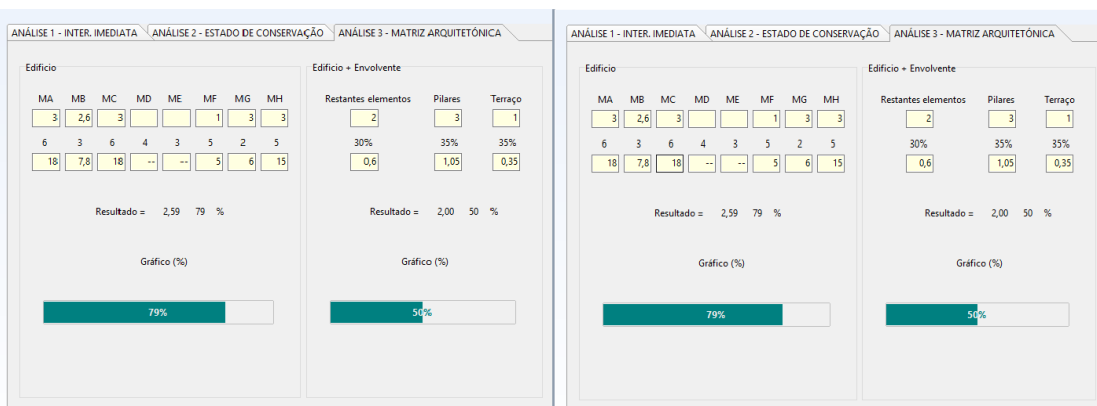 ANÁLISE 1 - INTER. IMEDIATA ANÁLISE 2 - ESTADO DE CONSERVAÇÃO ANÁLISE 3 - MATRIZ ARQUITETÓNICA
Edificio
MA MB MC MD ME MF MG MH
3 2,6 3 1 3 3
6 3 6 4 3 5 2 5
18 7,8 18 -- -- 5 6 15
Resultado = 2,59 79 %
Gráfico (%)
79%
Edificio + Envolvente
Restantes elementos Pilares Terraço
2 3 1
30% 35% 35%
0,6 1,05 0,35
Resultado = 2,00 50 %
Gráfico (%)
50%
ANÁLISE 1 - INTER. IMEDIATA ANÁLISE 2 - ESTADO DE CONSERVAÇÃO ANÁLISE 3 - MATRIZ ARQUITETÓNICA
Edificio
MA MB MC MD ME MF MG MH
3 2,6 3 1 3 3
6 3 6 4 3 5 2 5
18 7,8 18 -- -- 5 6 15
Resultado = 2,59 79 %
Gráfico (%)
79%
Edificio + Envolvente
Restantes elementos Pilares Terraço
2 3 1
30% 35% 35%
0,6 1,05 0,35
Resultado = 2,00 50 %
Gráfico (%)
50%